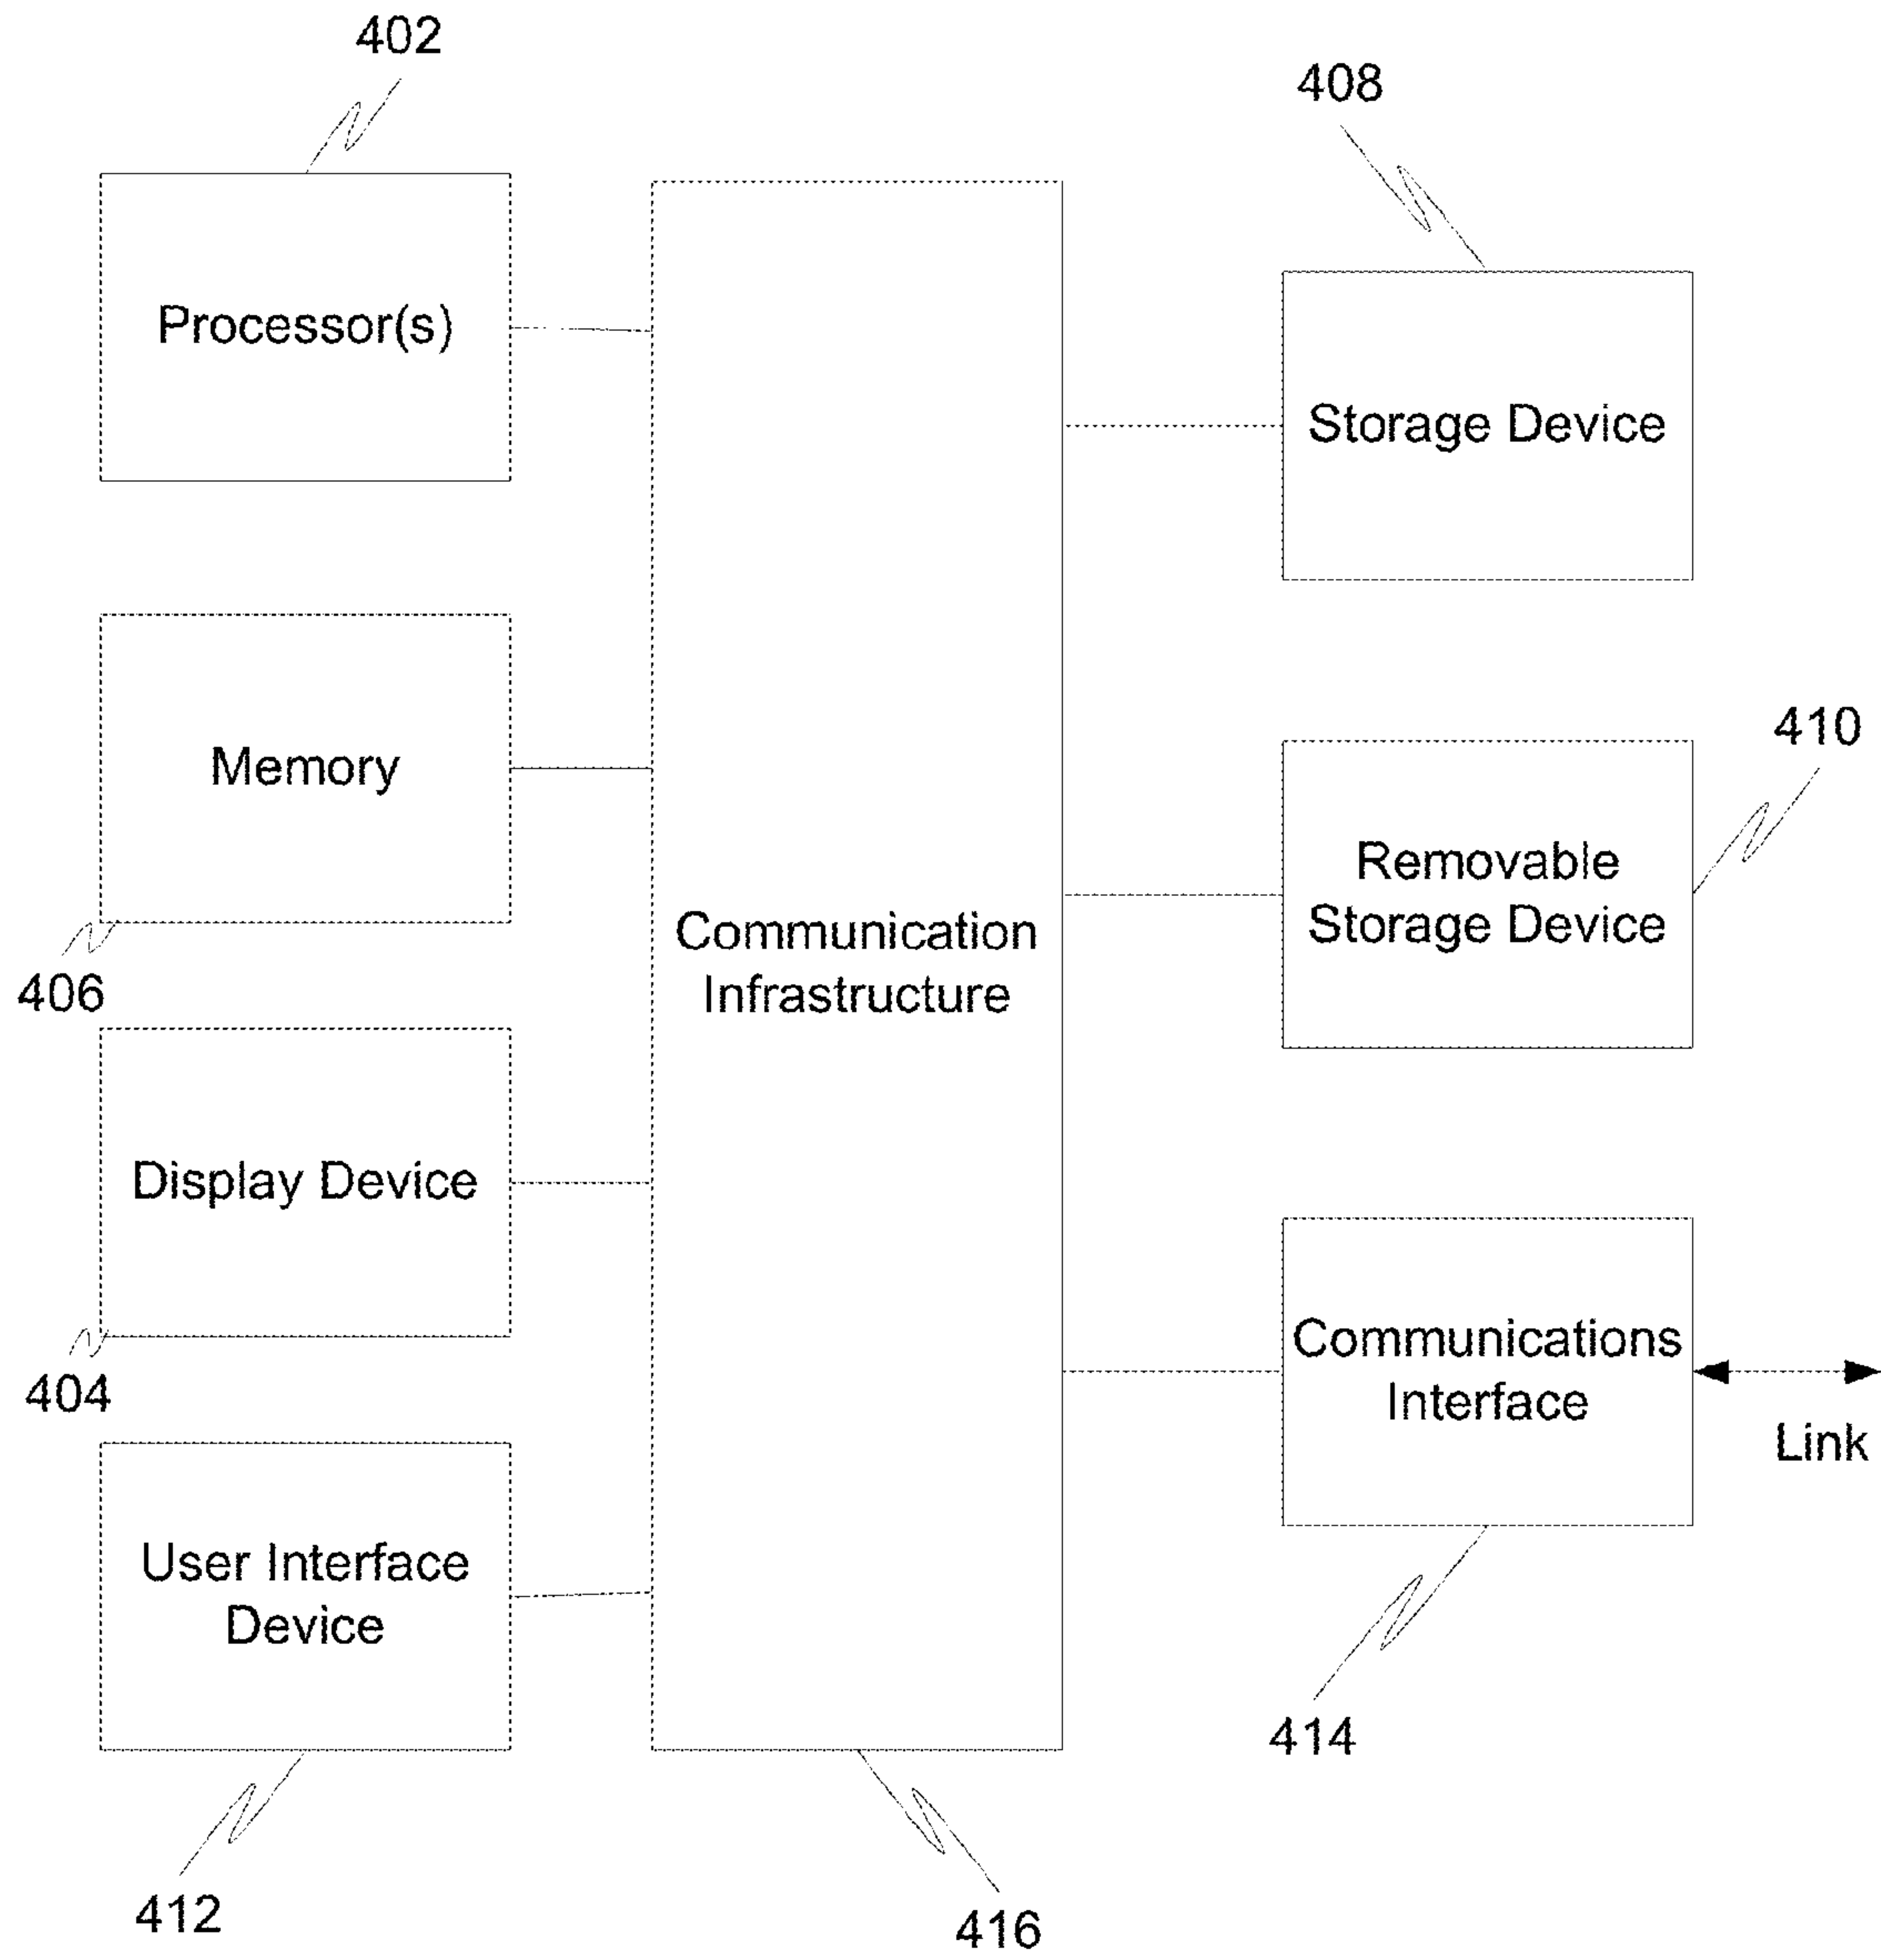 402
408
Processor(s)
Storage Device
Memory
410
Removable
Storage Device
406
Communication
Infrastructure
Display Device
404
Communications
Interface
Link
User Interface
Device
414
412
416